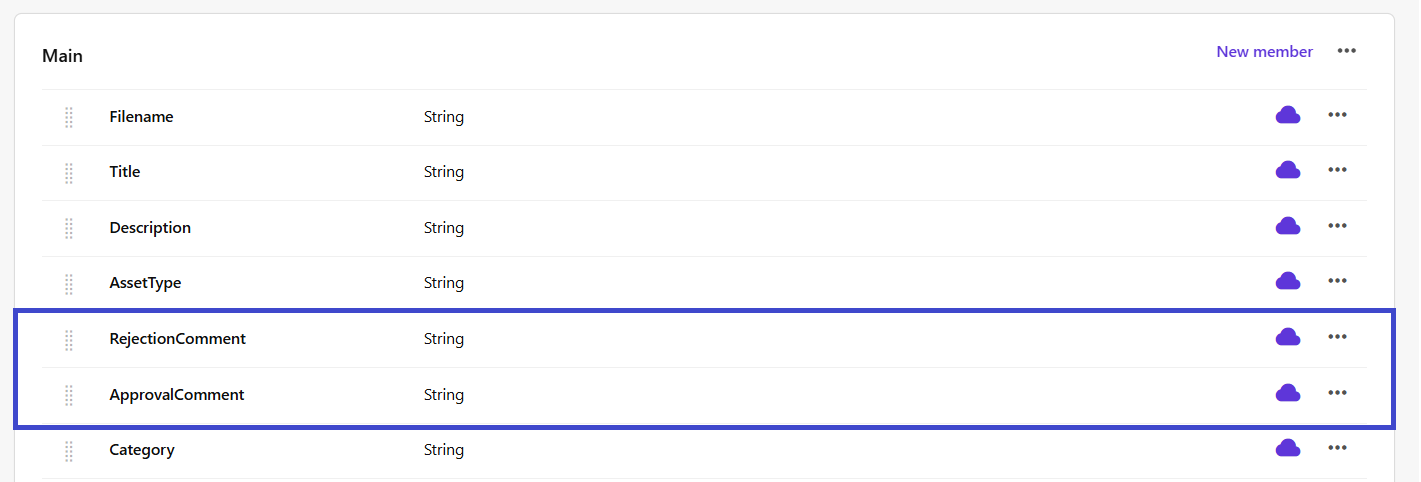 Main New member
Filename String
Title String
Description String
AssetType String
RejectionComment String
ApprovalComment String
Category String